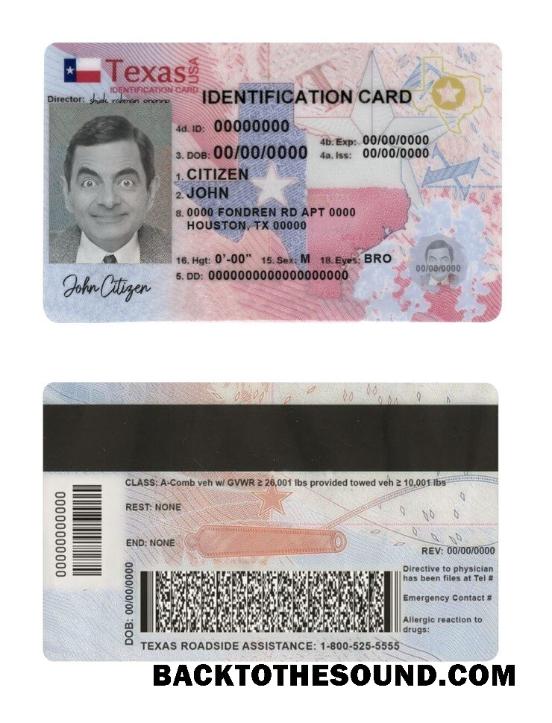 Texas USA
IDENTIFICATION CARD
Director:
IDENTIFICATION CARD
4d. ID: 00000000
3. DOB: 00/00/0000
4b. Exp: 00/00/0000
4a. Iss: 00/00/0000
1. CITIZEN
2. JOHN
8. 0000 FONDREN RD APT 0000
HOUSTON, TX 00000
16. Hgt: 0'-00" 15. Sex: M 18. Eyes: BRO
5. DD: 00000000000000000000
00/00/0000
John Citizen
CLASS: A-Comb veh w/ GVWR ≥ 26,001 lbs provided towed veh ≥ 10,001 lbs
REST: NONE
END: NONE
REV: 00/00/0000
00000000000
DOB: 00/00/0000
Directive to physician
has been files at Tel #
Emergency Contact #
Allergic reaction to
drugs:
TEXAS ROADSIDE ASSISTANCE: 1-800-525-5555
BACKTOTHESOUND.COM